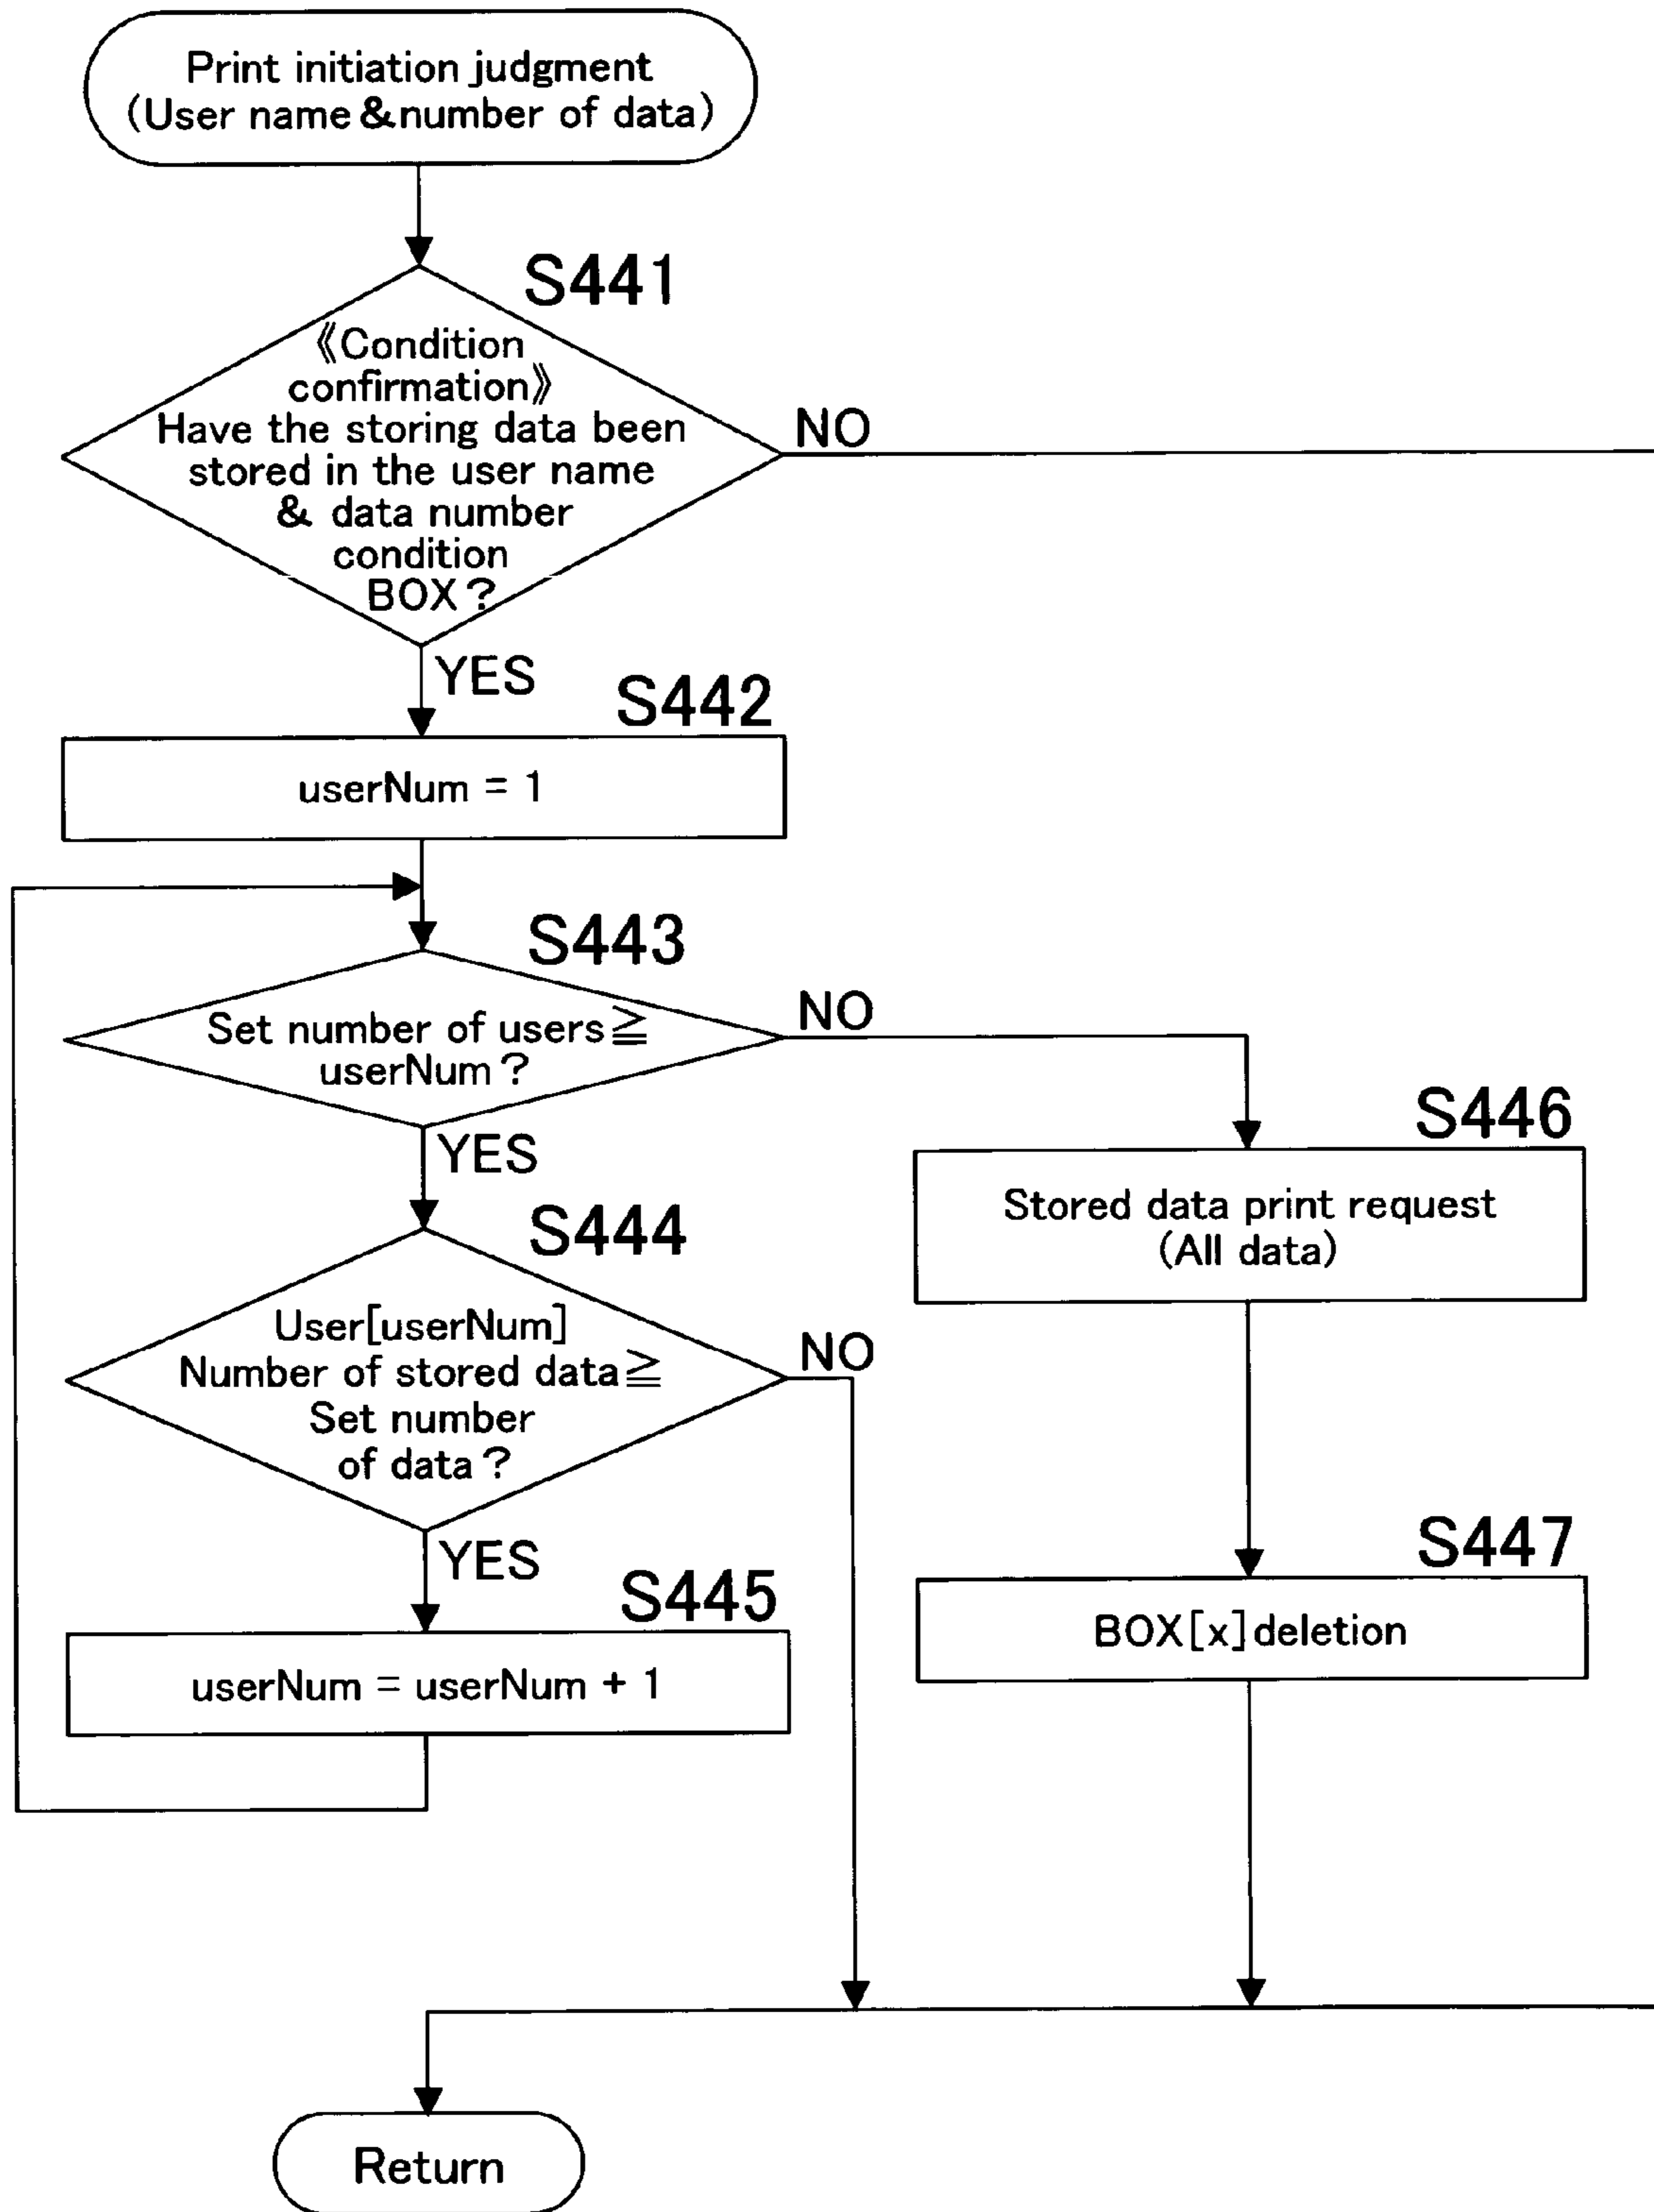 Print initiation judgment
(User name &number of data)
S441
《Condition
confirmation》
Have the storing data been
stored in the user name
& data number
condition
BOX?
NO
YES
S442
userNum = 1
S443
Set number of users≧
userNum?
NO
YES
S444
User[userNum]
Number of stored data≧
Set number
of data?
NO
YES
S445
userNum = userNum + 1
S446
Stored data print request
(All data)
S447
BOX[x]deletion
Return